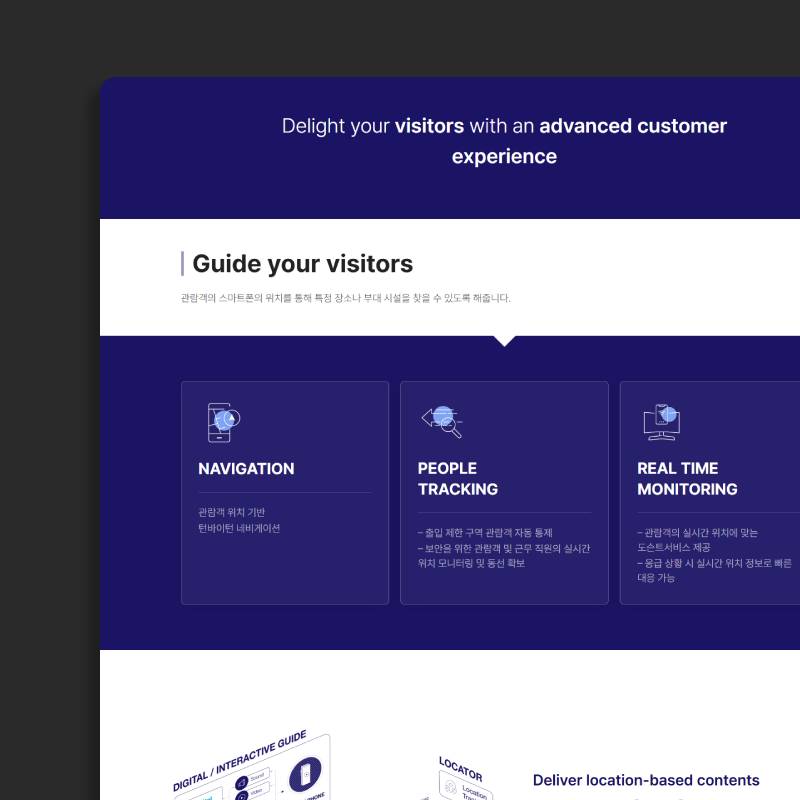 Delight your visitors with an advanced customer
experience
Guide your visitors
관람객의 스마트폰의 위치를 통해 특정 장소나 부대 시설을 찾을 수 있도록 해줍니다.
NAVIGATION
관람객 위치 기반
턴바이턴 네비게이션
PEOPLE
TRACKING
– 출입 제한 구역 관람객 자동 통제
– 보안을 위한 관람객 및 근무 직원의 실시간
위치 모니터링 및 동선 확보
REAL TIME
MONITORING
– 관람객의 실시간 위치에 맞는
도슨트서비스 제공
– 응급 상황 시 실시간 위치 정보로 빠른
대응 가능
DIGITAL / INTERACTIVE GUIDE
Sound
Video
LOCATOR
Location
Deliver location-based contents